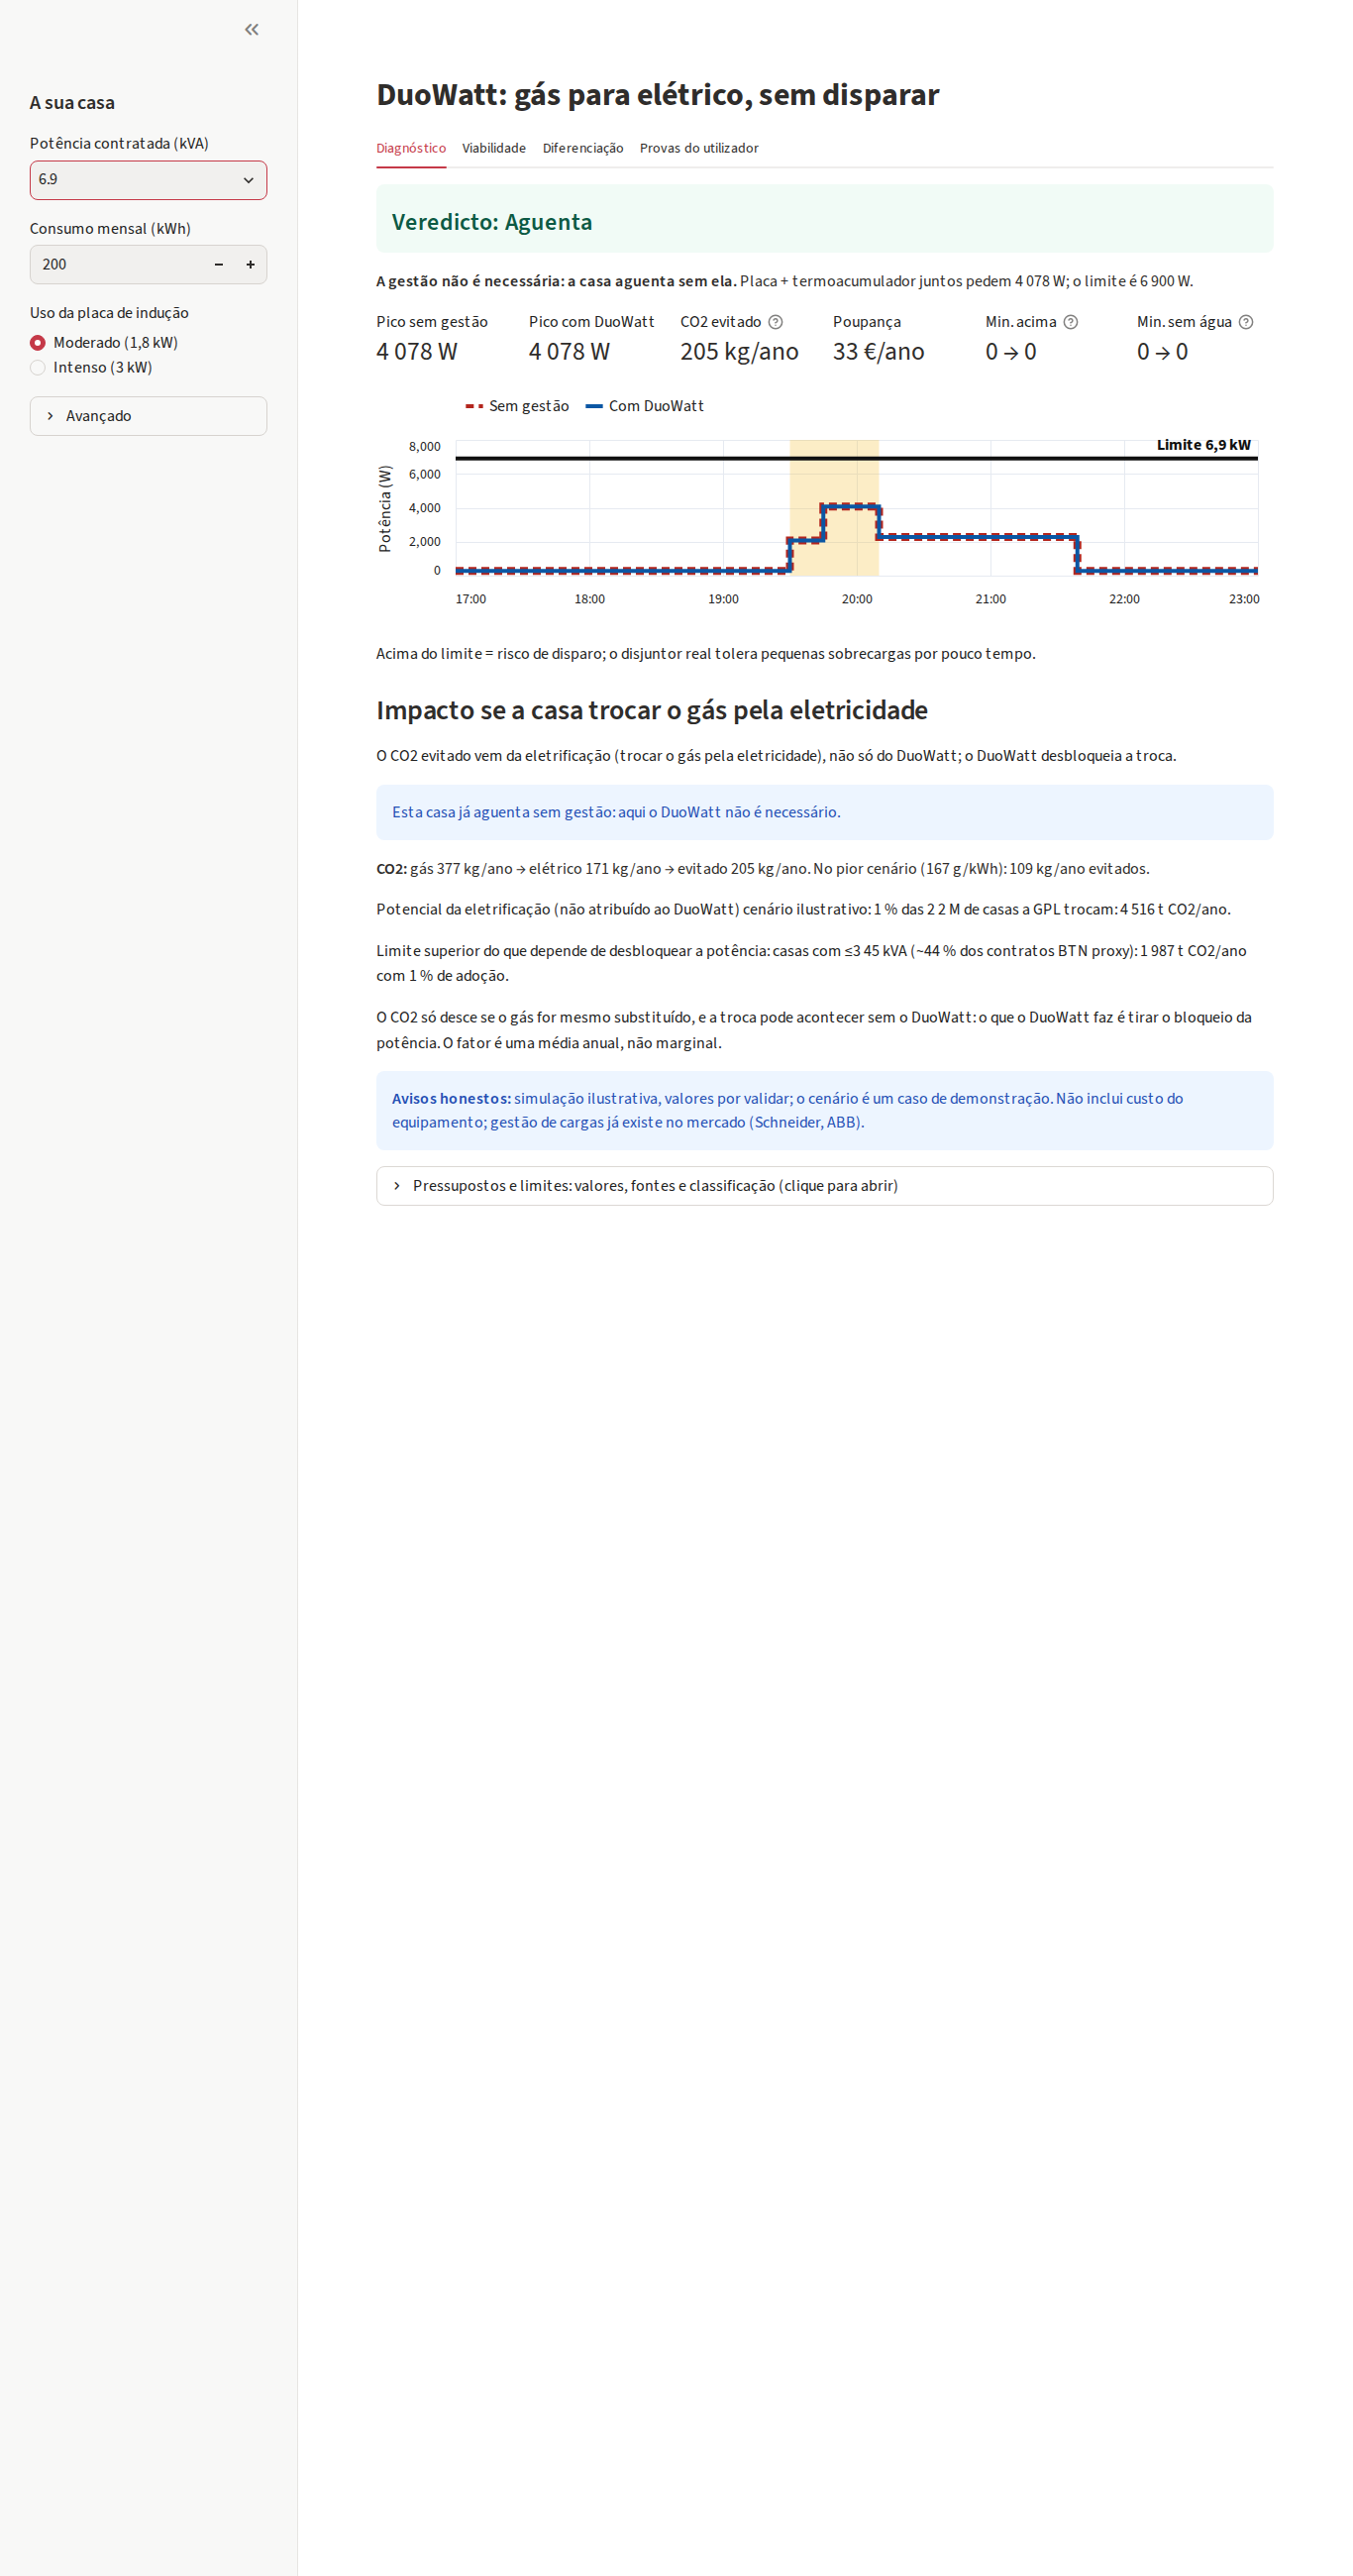 A sua casa
Potência contratada (kVA)
6.9
Consumo mensal (kWh)
200
Uso da placa de indução
Moderado (1,8 kW)
Intenso (3 kW)
Avançado
DuoWatt: gás para elétrico, sem disparar
Diagnóstico Viabilidade Diferenciação Provas do utilizador
Veredicto: Aguenta
A gestão não é necessária: a casa aguenta sem ela. Placa + termoacumulador juntos pedem 4 078 W; o limite é 6 900 W.
Pico sem gestão Pico com DuoWatt CO2 evitado Poupança Min. acima Min. sem água
4 078 W 4 078 W 205 kg/ano 33 €/ano 0 → 0 0 → 0
Sem gestão Com DuoWatt
Limite 6,9 kW
Potência (W)
8,000
6,000
4,000
2,000
0
17:00 18:00 19:00 20:00 21:00 22:00 23:00
Acima do limite = risco de disparo; o disjuntor real tolera pequenas sobrecargas por pouco tempo.
Impacto se a casa trocar o gás pela eletricidade
O CO2 evitado vem da eletrificação (trocar o gás pela eletricidade), não só do DuoWatt; o DuoWatt desbloqueia a troca.
Esta casa já aguenta sem gestão: aqui o DuoWatt não é necessário.
CO2: gás 377 kg/ano → elétrico 171 kg/ano → evitado 205 kg/ano. No pior cenário (167 g/kWh): 109 kg/ano evitados.
Potencial da eletrificação (não atribuído ao DuoWatt) cenário ilustrativo: 1 % das 2 2 M de casas a GPL trocam: 4 516 t CO2/ano.
Limite superior do que depende de desbloquear a potência: casas com ≤3 45 kVA (~44 % dos contratos BTN proxy): 1 987 t CO2/ano
com 1 % de adoção.
O CO2 só desce se o gás for mesmo substituído, e a troca pode acontecer sem o DuoWatt: o que o DuoWatt faz é tirar o bloqueio da
potência. O fator é uma média anual, não marginal.
Avisos honestos: simulação ilustrativa, valores por validar; o cenário é um caso de demonstração. Não inclui custo do
equipamento; gestão de cargas já existe no mercado (Schneider, ABB).
Pressupostos e limites: valores, fontes e classificação (clique para abrir)